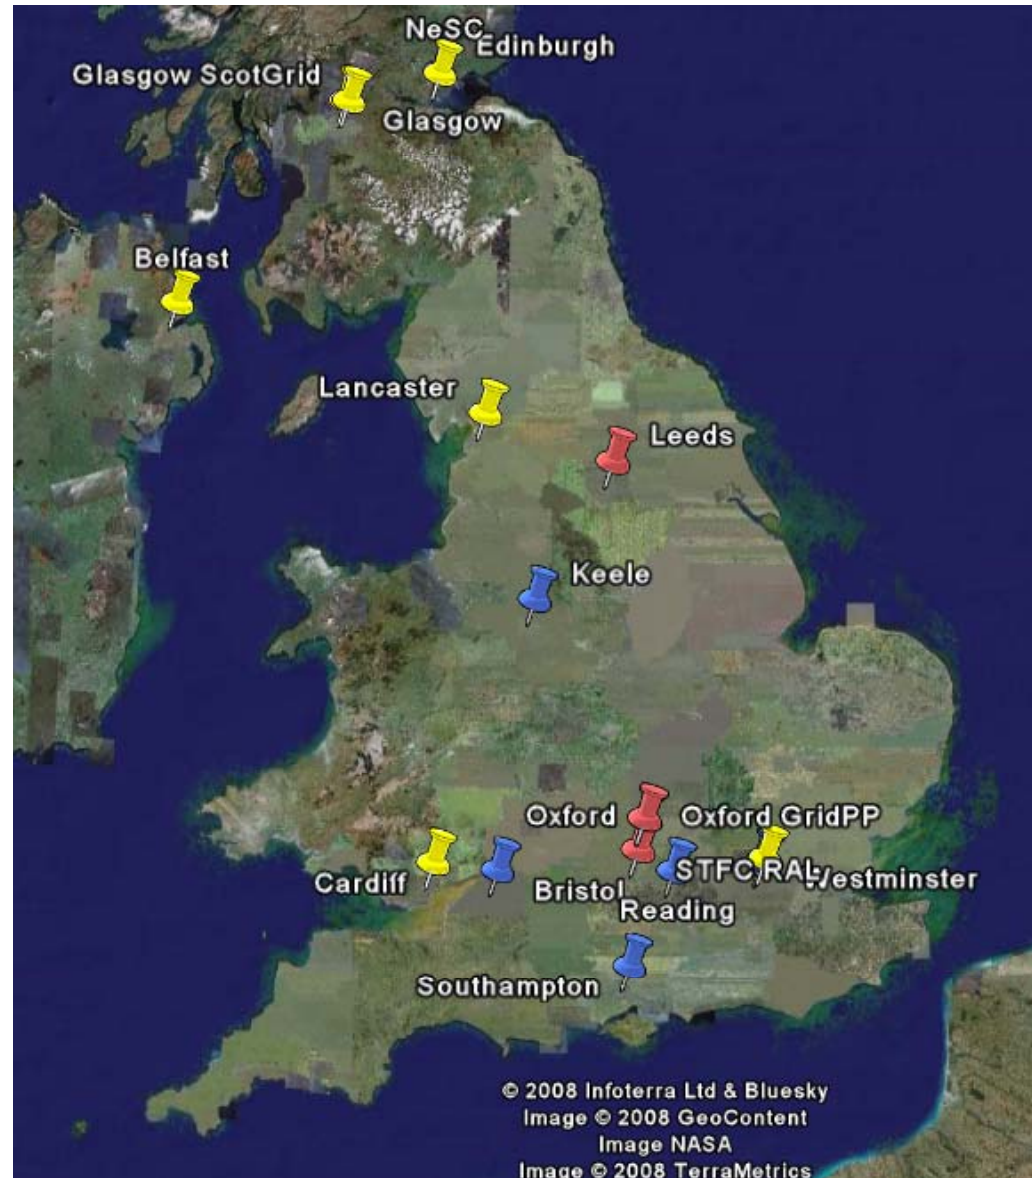 NeSC
Edinburgh
Glasgow ScotGrid
Glasgow
Belfast
Lancaster
Leeds
Keele
Oxford
Oxford GridPP
STFC RAL
Westminster
Cardiff
Bristol
Reading
Southampton
© 2008 Infoterra Ltd & Bluesky
Image © 2008 GeoContent
Image NASA
Image © 2008 TerraMetrics